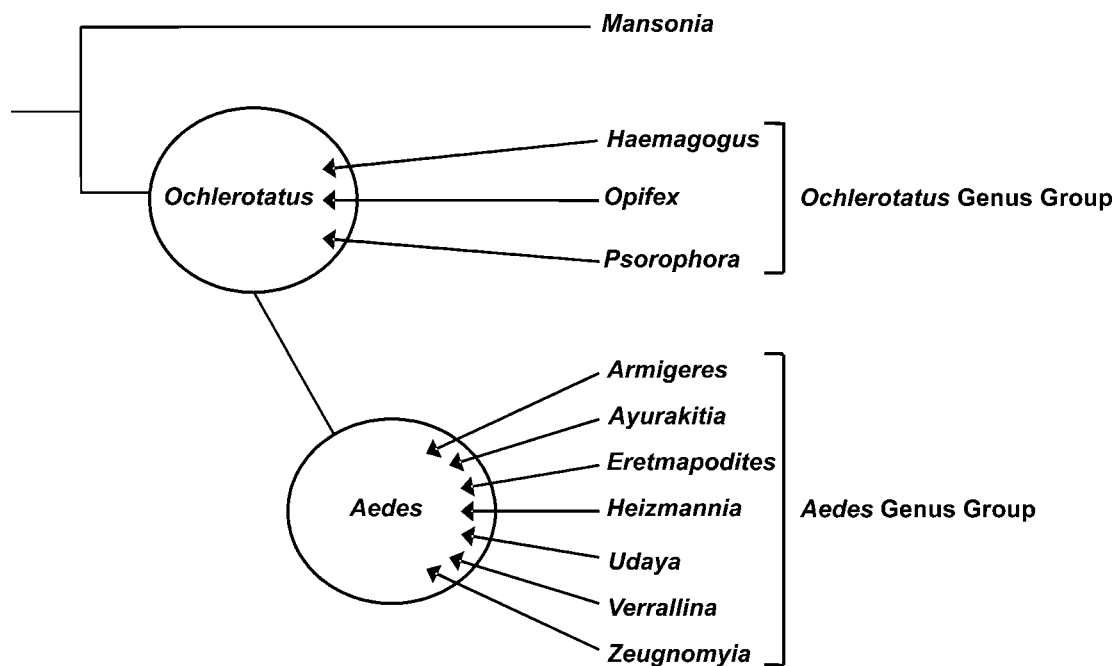 Mansonia
Haemagogus
Ochlerotatus
Opifex
Ochlerotatus Genus Group
Psorophora
Armigeres
Ayurakitia
Eretmapodites
Aedes
Heizmannia
Aedes Genus Group
Udaya
Verrallina
Zeugnomyia